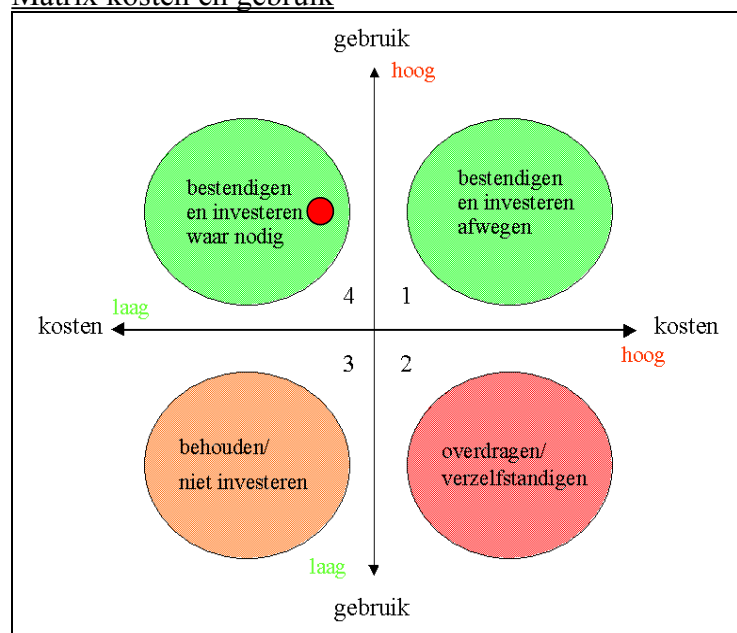 Matrix kosten en gebruik
gebruik
hoog
bestendigen
en investeren
waar nodig
bestendigen
en investeren
afwegen
4
1
laag
kosten
kosten
hoog
3
2
behouden/
niet investeren
overdragen/
verzelfstandigen
laag
gebruik